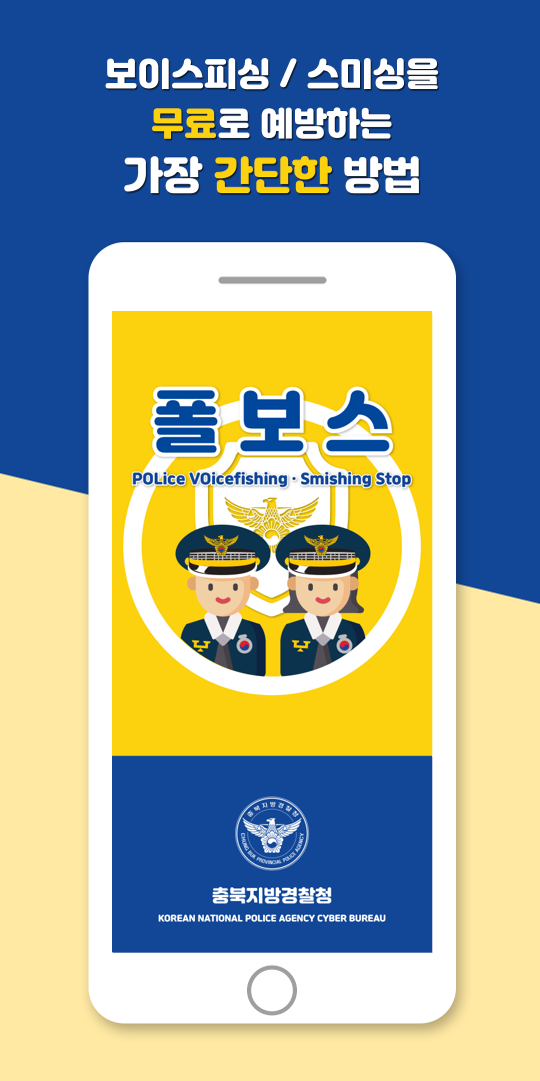 보이스피싱 / 스미싱을
무료로 예방하는
가장 간단한 방법
폴보스
POLice VOicefishing · Smishing Stop
충북지방경찰청
CHUNG BUK PROVINCIAL POLICE AGENCY
충북지방경찰청
KOREAN NATIONAL POLICE AGENCY CYBER BUREAU